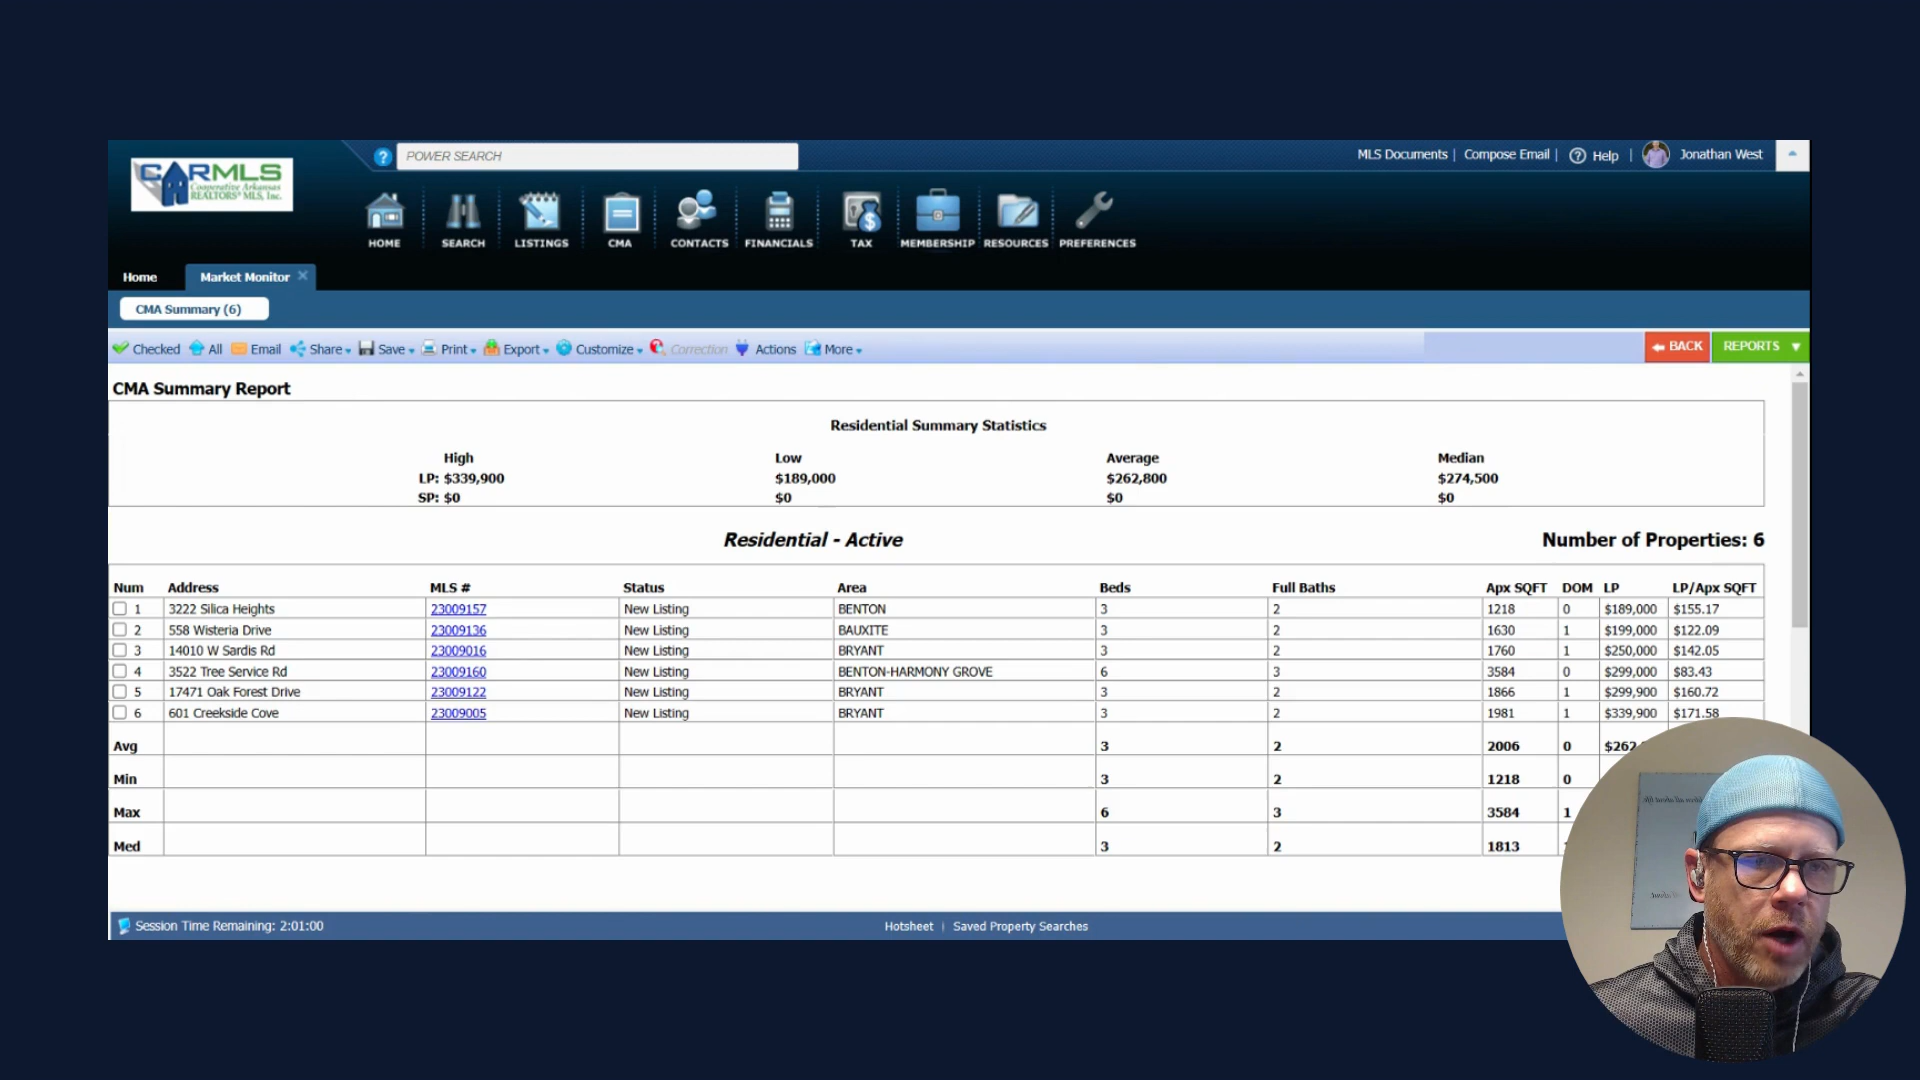 CARMLS
Cooperative Arkansas
REALTORS® MLS, Inc.
POWER SEARCH
MLS Documents | Compose Email | Help | Jonathan West
HOME SEARCH LISTINGS CMA CONTACTS FINANCIALS TAX MEMBERSHIP RESOURCES PREFERENCES
Home Market Monitor
CMA Summary (6)
Checked All Email Share Save Print Export Customize Correction Actions More BACK REPORTS
CMA Summary Report
Residential Summary Statistics
High Low Average Median
LP: $339,900 $189,000 $262,800 $274,500
SP: $0 $0 $0 $0
Residential - Active Number of Properties: 6
Num Address MLS # Status Area Beds Full Baths Apx SQFT DOM LP LP/Apx SQFT
1 3222 Silica Heights 23009157 New Listing BENTON 3 2 1218 0 $189,000 $155.17
2 558 Wisteria Drive 23009136 New Listing BAUXITE 3 2 1630 1 $199,000 $122.09
3 14010 W Sardis Rd 23009016 New Listing BRYANT 3 2 1760 1 $250,000 $142.05
4 3522 Tree Service Rd 23009160 New Listing BENTON-HARMONY GROVE 6 3 3584 0 $299,000 $83.43
5 17471 Oak Forest Drive 23009122 New Listing BRYANT 3 2 1866 1 $299,900 $160.72
6 601 Creekside Cove 23009005 New Listing BRYANT 3 2 1981 1 $339,900 $171.58
Avg 3 2 2006 0 $262,
Min 3 2 1218 0
Max 6 3 3584 1
Med 3 2 1813
Session Time Remaining: 2:01:00 Hotsheet | Saved Property Searches